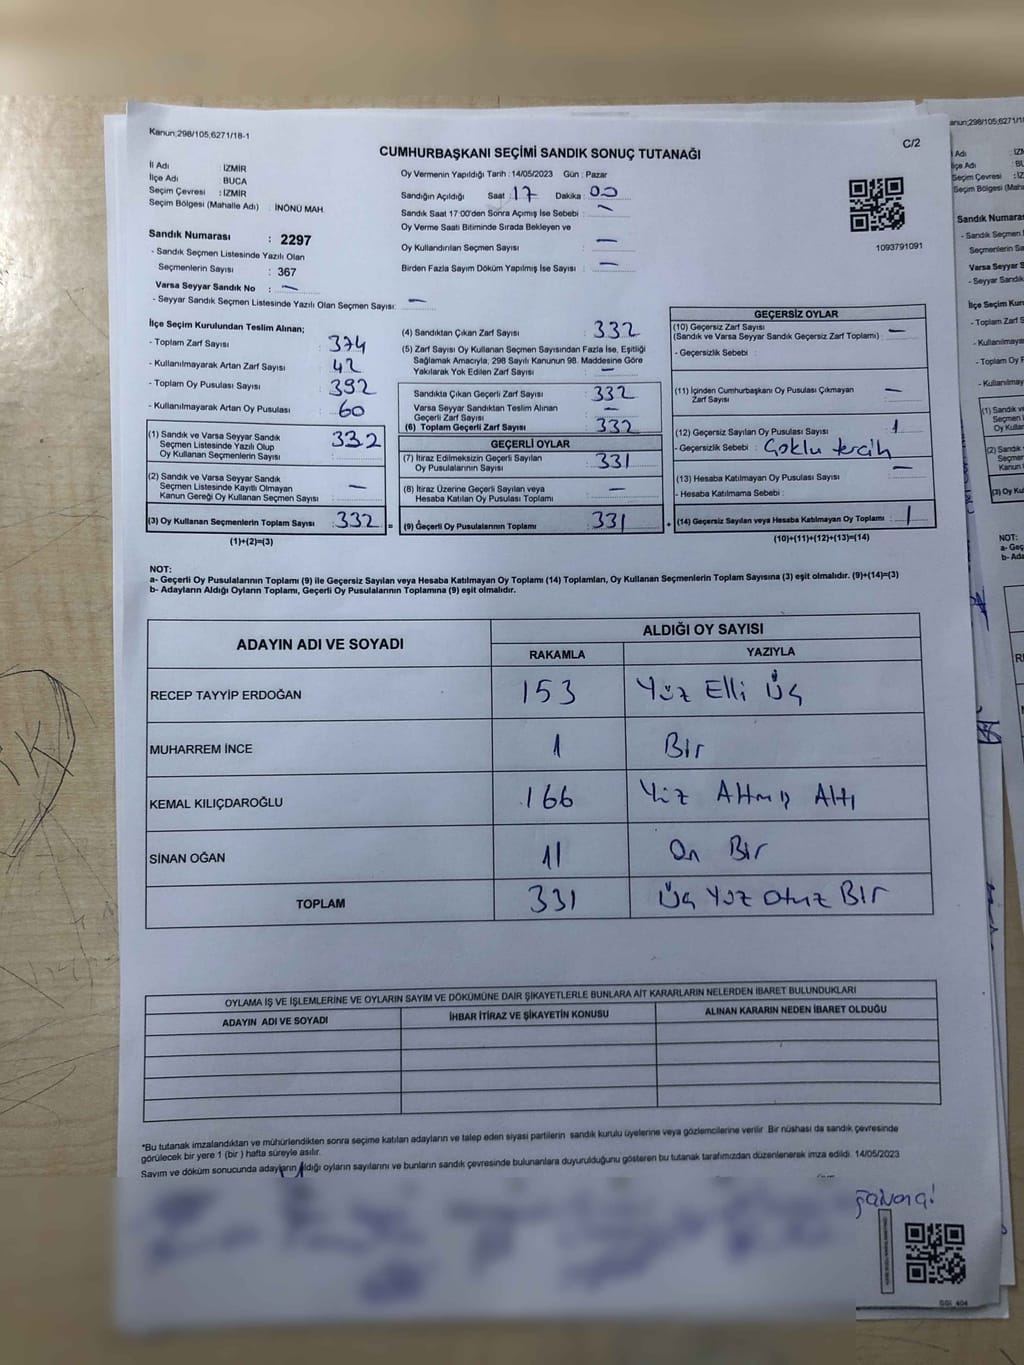 Kanun;298/105;6271/18-1
C/2
CUMHURBAŞKANI SEÇİMİ SANDIK SONUÇ TUTANAĞI
İl Adı : İZMİR
İlçe Adı : BUCA
Seçim Çevresi : İZMİR
Seçim Bölgesi (Mahalle Adı) : İNÖNÜ MAH.
Oy Vermenin Yapıldığı Tarih : 14/05/2023 Gün : Pazar
Sandığın Açıldığı Saat : 17 Dakika : 00
Sandık Saat 17:00'den Sonra Açımış İse Sebebi : -
Oy Verme Saati Bitiminde Sırada Bekleyen ve
Oy Kullandırılan Seçmen Sayısı : -
Birden Fazla Sayım Döküm Yapılmış İse Sayısı : -
1093791091
Sandık Numarası : 2297
- Sandık Seçmen Listesinde Yazılı Olan
Seçmenlerin Sayısı : 367
Varsa Seyyar Sandık No : -
- Seyyar Sandık Seçmen Listesinde Yazılı Olan Seçmen Sayısı: -
İlçe Seçim Kurulundan Teslim Alınan;
- Toplam Zarf Sayısı : 374
- Kullanılmayarak Artan Zarf Sayısı : 42
- Toplam Oy Pusulası Sayısı : 392
- Kullanılmayarak Artan Oy Pusulası : 60
(1) Sandık ve Varsa Seyyar Sandık
Seçmen Listesinde Yazılı Olup
Oy Kullanan Seçmenlerin Sayısı : 332
(2) Sandık ve Varsa Seyyar Sandık
Seçmen Listesinde Kayıtlı Olmayan
Kanun Gereği Oy Kullanan Seçmen Sayısı : -
(3) Oy Kullanan Seçmenlerin Toplam Sayısı : 332 =
(1)+(2)=(3)
(4) Sandıktan Çıkan Zarf Sayısı : 332
(5) Zarf Sayısı Oy Kullanan Seçmen Sayısından Fazla İse, Eşitliği
Sağlamak Amacıyla, 298 Sayılı Kanunun 98. Maddesine Göre
Yakılarak Yok Edilen Zarf Sayısı : -
Sandıkta Çıkan Geçerli Zarf Sayısı : 332
Varsa Seyyar Sandıktan Teslim Alınan
Geçerli Zarf Sayısı : -
(6) Toplam Geçerli Zarf Sayısı : 332
GEÇERLİ OYLAR
(7) İtiraz Edilmeksizin Geçerli Sayılan
Oy Pusulalarının Sayısı : 331
(8) İtiraz Üzerine Geçerli Sayılan veya
Hesaba Katılan Oy Pusulası Toplamı : -
(9) Geçerli Oy Pusulalarının Toplamı : 331 +
GEÇERSİZ OYLAR
(10) Geçersiz Zarf Sayısı : -
(Sandık ve Varsa Seyyar Sandık Geçersiz Zarf Toplamı)
- Geçersizlik Sebebi :
(11) İçinden Cumhurbaşkanı Oy Pusulası Çıkmayan
Zarf Sayısı : -
(12) Geçersiz Sayılan Oy Pusulası Sayısı : 1
- Geçersizlik Sebebi : Çoklu tercih
(13) Hesaba Katılmayan Oy Pusulası Sayısı : -
- Hesaba Katılmama Sebebi :
(14) Geçersiz Sayılan veya Hesaba Katılmayan Oy Toplamı : 1
(10)+(11)+(12)+(13)=(14)
NOT:
a- Geçerli Oy Pusulalarının Toplamı (9) ile Geçersiz Sayılan veya Hesaba Katılmayan Oy Toplamı (14) Toplamları, Oy Kullanan Seçmenlerin Toplam Sayısına (3) eşit olmalıdır. (9)+(14)=(3)
b- Adayların Aldığı Oyların Toplamı, Geçerli Oy Pusulalarının Toplamına (9) eşit olmalıdır.
ADAYIN ADI VE SOYADI ALDIĞI OY SAYISI
RAKAMLA YAZIYLA
RECEP TAYYİP ERDOĞAN 153 Yüz Elli Üç
MUHARREM İNCE 1 Bir
KEMAL KILIÇDAROĞLU 166 Yüz Altmış Altı
SİNAN OĞAN 11 On Bir
TOPLAM 331 Üç Yüz Otuz Bir
OYLAMA İŞ VE İŞLEMLERİNE VE OYLARIN SAYIM VE DÖKÜMÜNE DAİR ŞİKAYETLERLE BUNLARA AİT KARARLARIN NELERDEN İBARET BULUNDUKLARI
ADAYIN ADI VE SOYADI İHBAR İTİRAZ VE ŞİKAYETİN KONUSU ALINAN KARARIN NEDEN İBARET OLDUĞU
*Bu tutanak imzalandıktan ve mühürlendikten sonra seçime katılan adayların ve talep eden siyasi partilerin sandık kurulu üyelerine veya gözlemcilerine verilir. Bir nüshası da sandık çevresinde
görülecek bir yere 1 (bir ) hafta süreyle asılır.
Sayım ve döküm sonucunda adayların aldığı oyların sayılarını ve bunların sandık çevresinde bulunanlara duyurulduğunu gösteren bu tutanak tarafımızdan düzenlenerek imza edildi. 14/05/2023